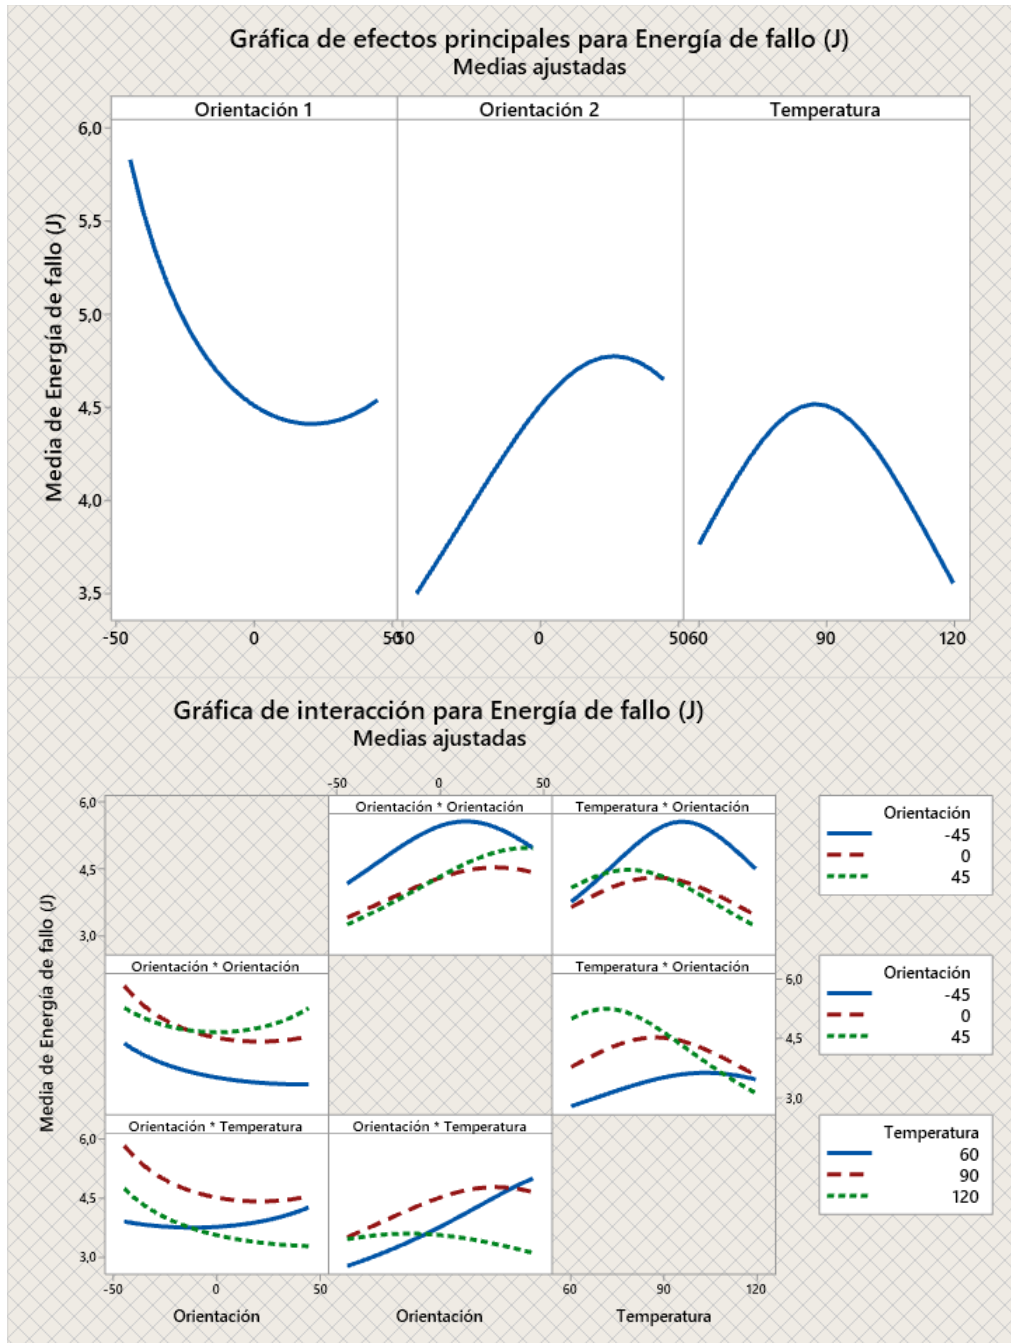 Gráfica de efectos principales para Energía de fallo (J)
Medias ajustadas
Orientación 1 Orientación 2 Temperatura
Media de Energía de fallo (J)
6,0
5,5
5,0
4,5
4,0
3,5
-50 0 50 -50 0 50 60 90 120
Gráfica de interacción para Energía de fallo (J)
Medias ajustadas
-50 0 50
Orientación * Orientación Temperatura * Orientación
6,0
4,5
3,0
Orientación
-45
0
45
Media de Energía de fallo (J)
Orientación * Orientación Temperatura * Orientación
6,0
4,5
3,0
Orientación
-45
0
45
Orientación * Temperatura Orientación * Temperatura
6,0
4,5
3,0
Temperatura
60
90
120
-50 0 50 60 90 120
Orientación Orientación Temperatura